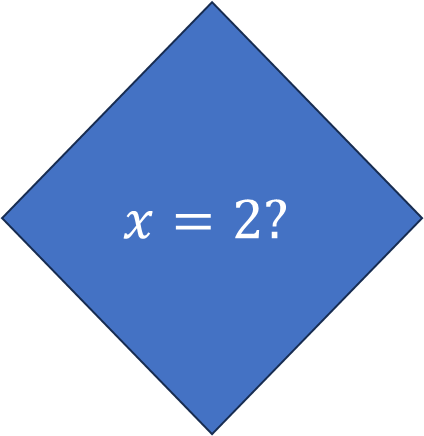 x = 2?